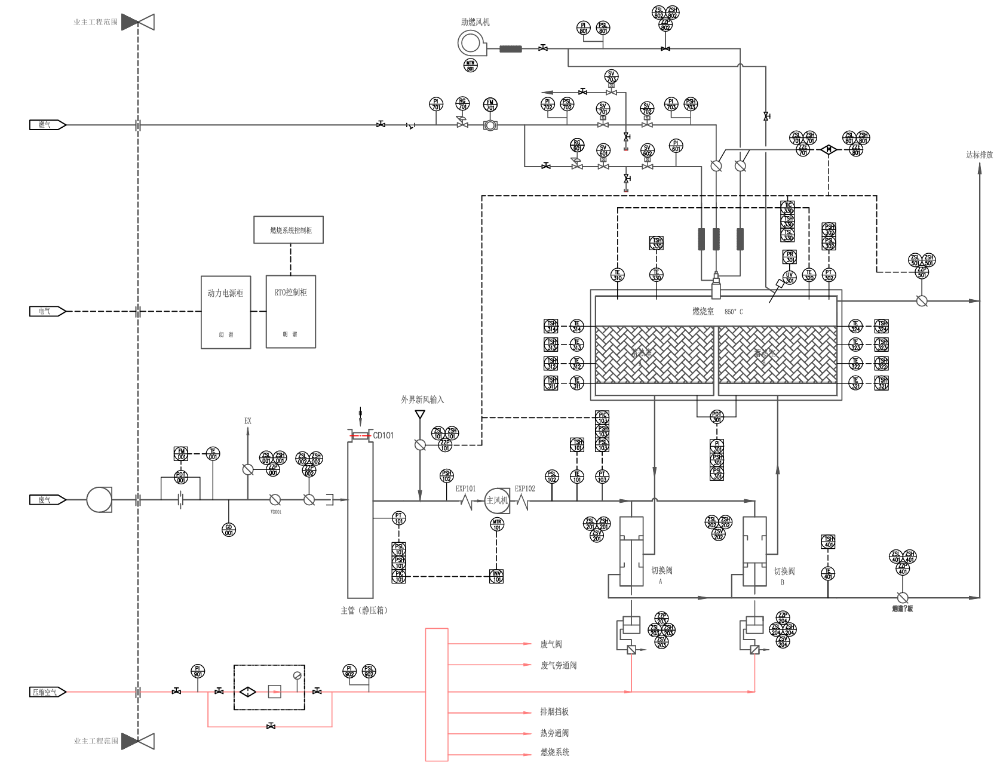 业主工程范围
助燃风机
MTR
801
PI
801
PSL
801
ZSL
802
ZSH
802
ZZP
802
SV
703
燃气
PI
701
RG
701
FM
701
PI
702
PSL
702
SV
701
SV
702
PI
703
PSH
703
RG
601
SV
601
SV
602
PI
601
ZSL
701
ZSH
701
ZZE
701
M
ZSL
801
ZSH
801
ZZE
801
达标排放
燃烧系统控制柜
TIC
330
TSH
330
TSL
330
PSH
302
PSL
302
TSH
330
PR
301
UV
301
TE
310
TE
330
TE
320
PT
302
ZSL
501
ZSH
501
ZZP
501
电气
动力电源柜
RTO控制柜
朗 谱
朗 谱
燃烧室 850°C
TSH
314
TE
314
TE
324
TSH
324
TSH
313
TE
313
TE
323
TSH
323
蓄热室
A
蓄热室
B
TSH
312
TE
312
TE
322
TSH
322
TSH
311
TE
311
TE
321
TSH
321
外界新风输入
PDT
301
PI
301
PSH
301
PSL
301
EX
CD101
ZSL
101
ZSH
101
ZZP
101
PIC
103
PSH
103
PSL
103
TSH
101
FM
001
TE
001
PDT
001
ZSL
001
ZSH
001
ZZP
001
ZSL
002
ZSH
002
ZZP
002
PSH
102
PSL
102
TE
101
PT
103
废气
VD001
GD
001
EXP101
主风机
EXP102
PT
101
MTR
101
PSL
101
PSH
101
PIC
101
INV
101
ZSL
201
ZSH
201
ZSV
201
ZSL
202
ZSH
202
ZSV
202
切换阀
A
切换阀
B
TSH
401
TE
401
ZSL
401
ZSH
401
ZZP
401
烟道?板
主管（静压箱）
ZZP
203
ZSL
203
ZSH
203
ZSV
203
ZZP
204
ZSL
204
ZSH
204
ZSV
204
废气阀
废气旁通阀
压缩空气
PI
901
PI
902
PSL
902
排烟挡板
热旁通阀
燃烧系统
业主工程范围